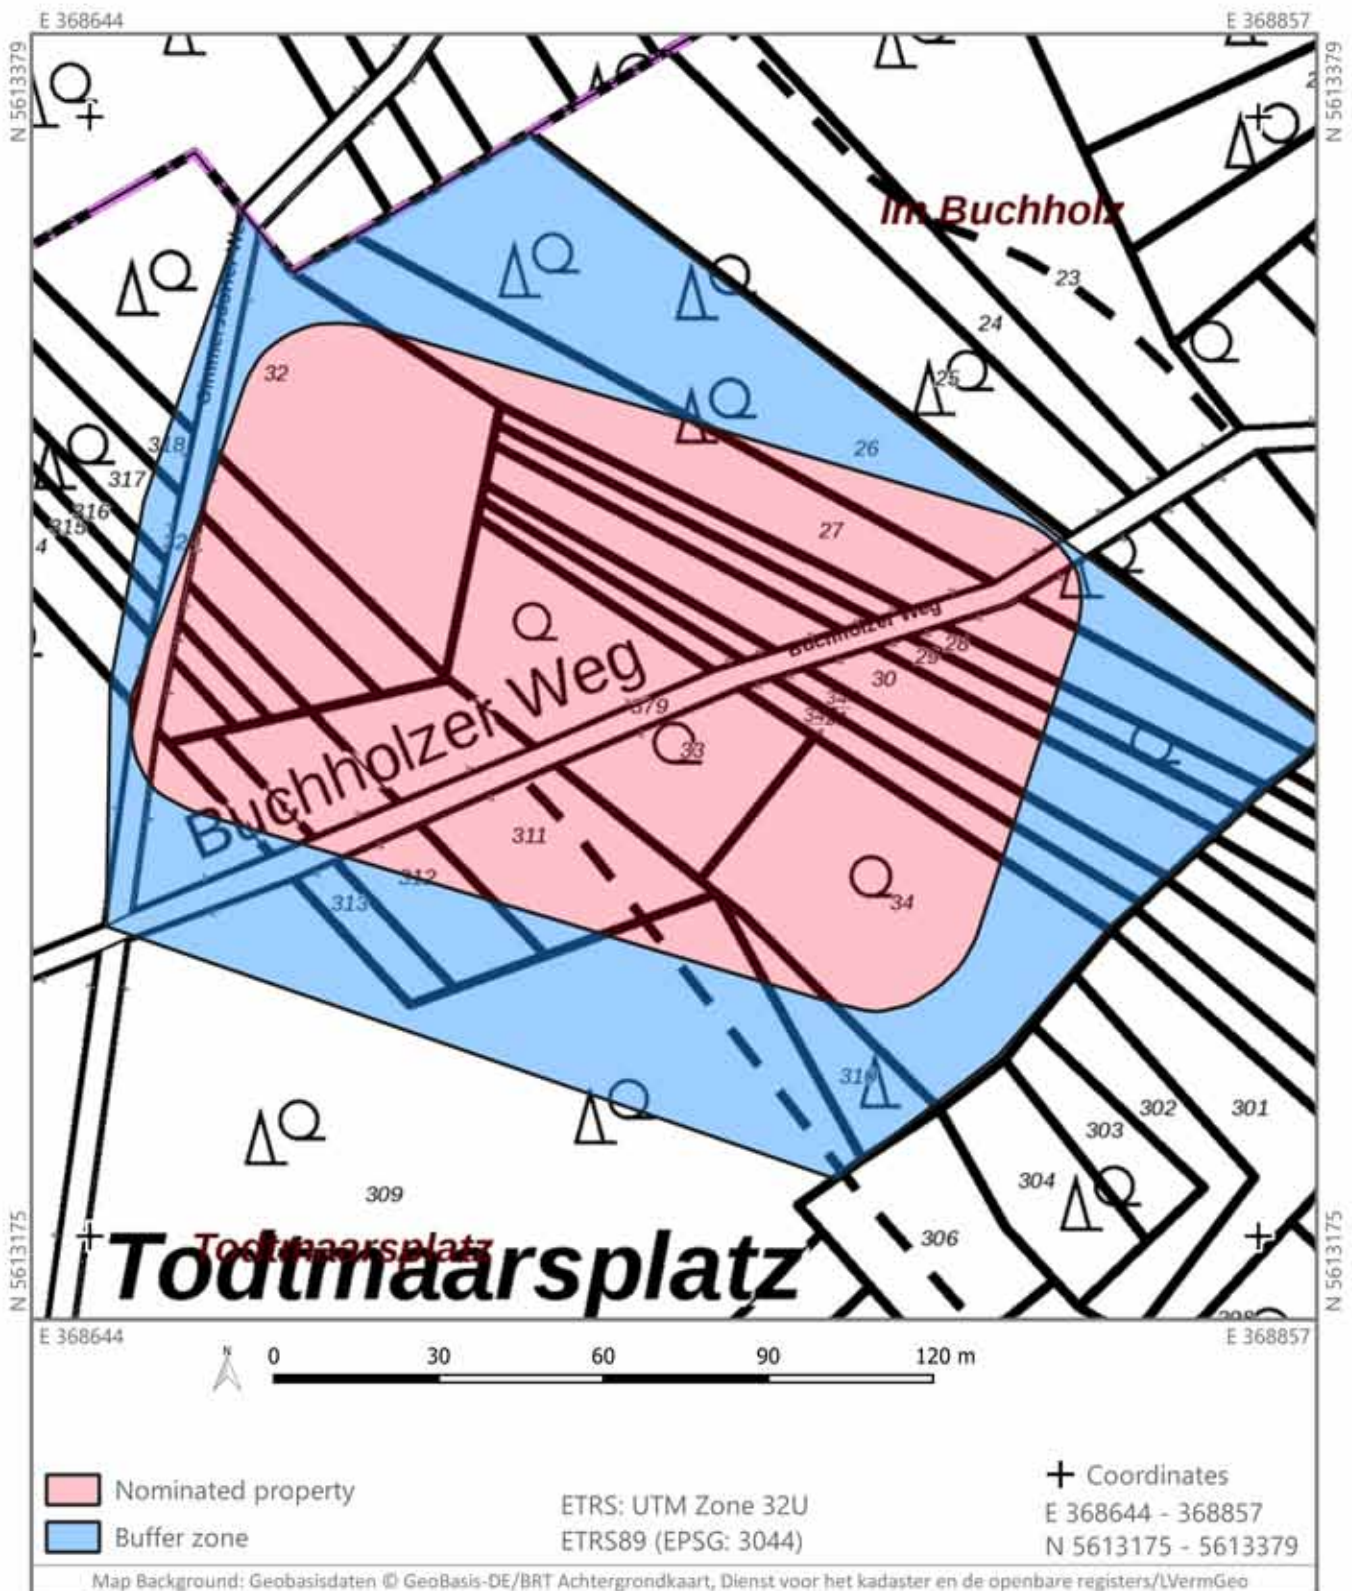 E 368644
E 368857
N 5613379
N 5613379
Im Buchholz
23
24
25
32
26
318
317
316
315
4
27
Buchholzer Weg
28
29
30
Buchholzer Weg
379
33
311
34
312
313
310
302
301
303
304
309
306
Todtmaarsplatz
Todtmaarsplatz
N 5613175
N 5613175
E 368644
E 368857
N
0 30 60 90 120 m
Nominated property
Buffer zone
ETRS: UTM Zone 32U
ETRS89 (EPSG: 3044)
Coordinates
E 368644 - 368857
N 5613175 - 5613379
Map Background: Geobasisdaten © GeoBasis-DE/BRT Achtergrondkaart, Dienst voor het kadaster en de openbare registers/LVermGeo